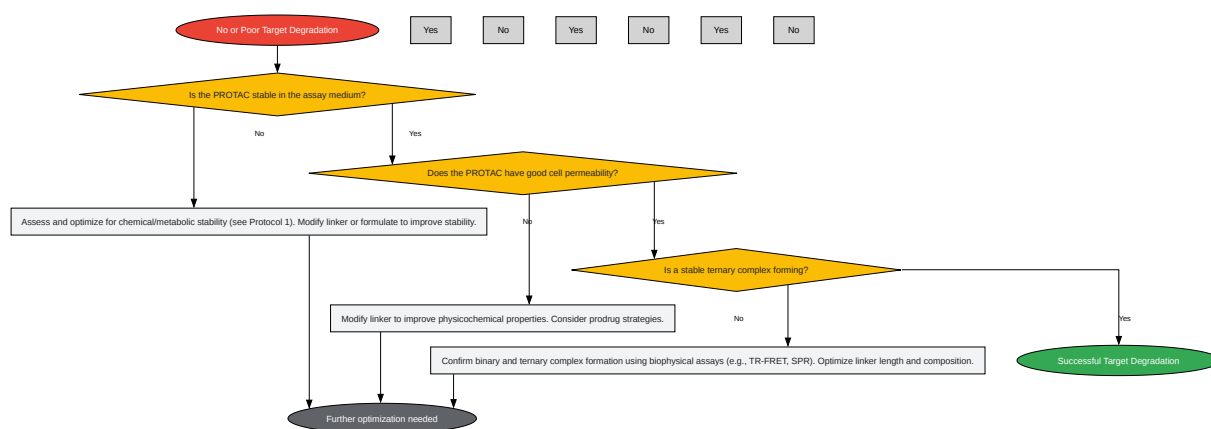 No or Poor Target Degradation
Yes
No
Yes
No
Yes
No
Is the PROTAC stable in the assay medium?
No
Yes
Does the PROTAC have good cell permeability?
Assess and optimize for chemical/metabolic stability (see Protocol 1). Modify linker or formulate to improve stability.
No
Yes
Is a stable ternary complex forming?
Modify linker to improve physicochemical properties. Consider prodrug strategies.
No
Yes
Confirm binary and ternary complex formation using biophysical assays (e.g., TR-FRET, SPR). Optimize linker length and composition.
Successful Target Degradation
Further optimization needed